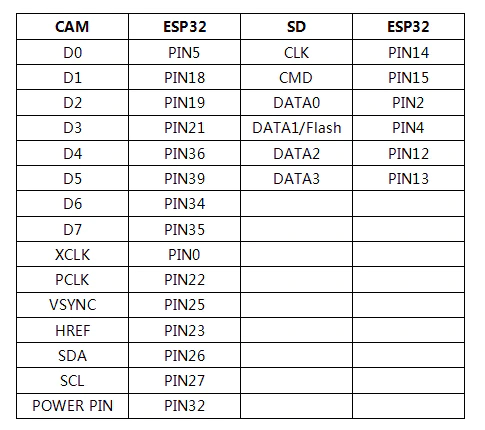 CAM ESP32 SD ESP32
D0 PIN5 CLK PIN14
D1 PIN18 CMD PIN15
D2 PIN19 DATA0 PIN2
D3 PIN21 DATA1/Flash PIN4
D4 PIN36 DATA2 PIN12
D5 PIN39 DATA3 PIN13
D6 PIN34
D7 PIN35
XCLK PIN0
PCLK PIN22
VSYNC PIN25
HREF PIN23
SDA PIN26
SCL PIN27
POWER PIN PIN32